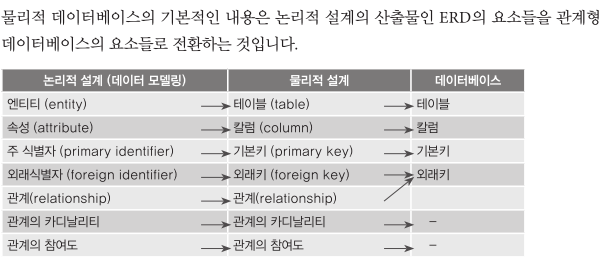 물리적 데이터베이스의 기본적인 내용은 논리적 설계의 산출물인 ERD의 요소들을 관계형
데이터베이스의 요소들로 전환하는 것입니다.
논리적 설계 (데이터 모델링) 물리적 설계 데이터베이스
엔티티 (entity) 테이블 (table) 테이블
속성 (attribute) 칼럼 (column) 칼럼
주 식별자 (primary identifier) 기본키 (primary key) 기본키
외래식별자 (foreign identifier) 외래키 (foreign key) 외래키
관계(relationship) 관계(relationship)
관계의 카디날리티 관계의 카디날리티 –
관계의 참여도 관계의 참여도 –